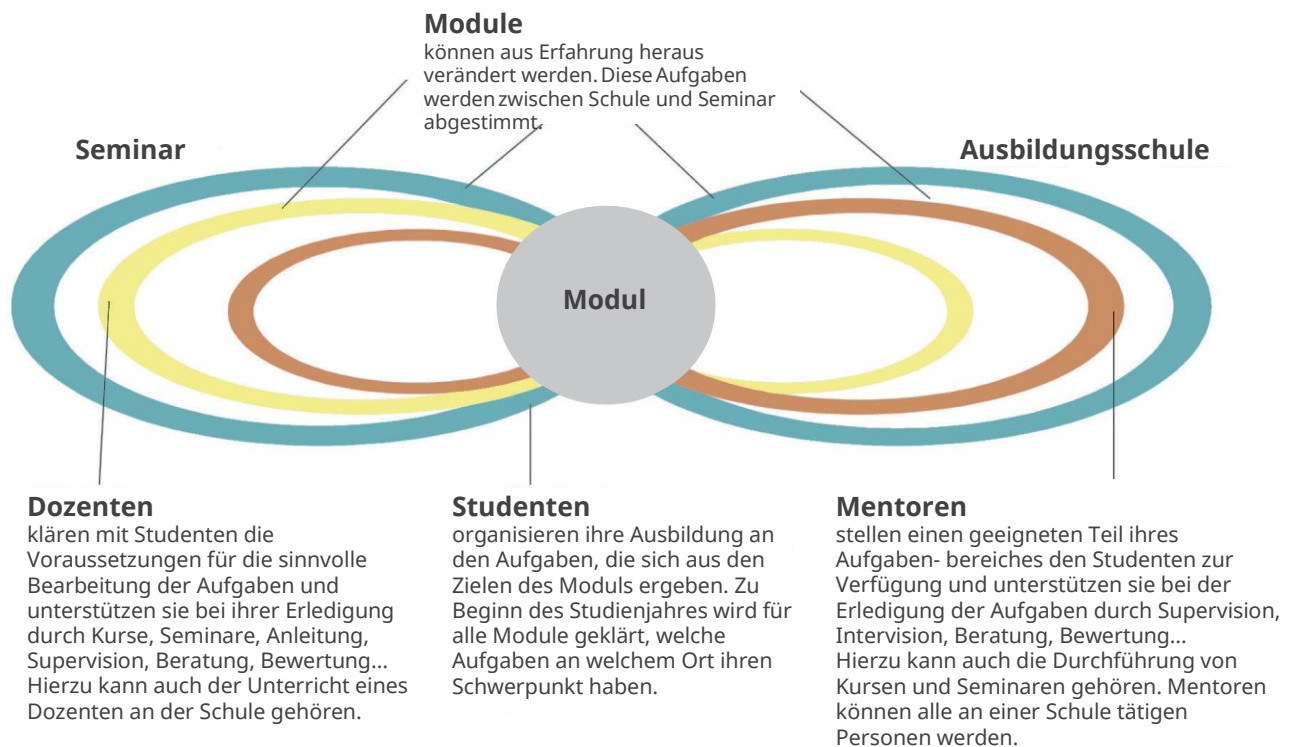 Module
können aus Erfahrung heraus
verändert werden. Diese Aufgaben
werden zwischen Schule und Seminar
abgestimmt.
Seminar
Ausbildungsschule
Modul
Dozenten
klären mit Studenten die
Voraussetzungen für die sinnvolle
Bearbeitung der Aufgaben und
unterstützen sie bei ihrer Erledigung
durch Kurse, Seminare, Anleitung,
Supervision, Beratung, Bewertung...
Hierzu kann auch der Unterricht eines
Dozenten an der Schule gehören.
Studenten
organisieren ihre Ausbildung an
den Aufgaben, die sich aus den
Zielen des Moduls ergeben. Zu
Beginn des Studienjahres wird für
alle Module geklärt, welche
Aufgaben an welchem Ort ihren
Schwerpunkt haben.
Mentoren
stellen einen geeigneten Teil ihres
Aufgaben- bereiches den Studenten zur
Verfügung und unterstützen sie bei der
Erledigung der Aufgaben durch Supervision,
Intervision, Beratung, Bewertung...
Hierzu kann auch die Durchführung von
Kursen und Seminaren gehören. Mentoren
können alle an einer Schule tätigen
Personen werden.